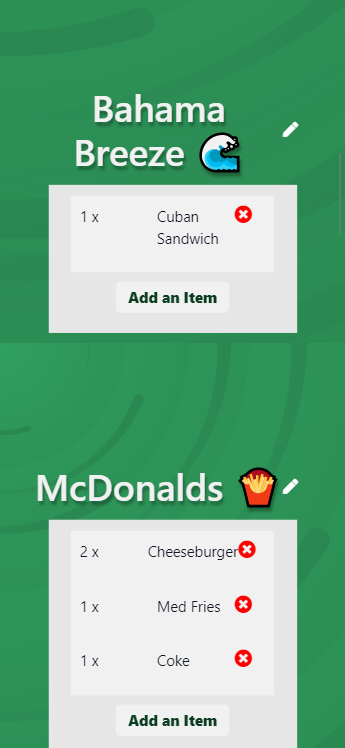 Bahama
Breeze 🌊
1 x Cuban
Sandwich
Add an Item
McDonalds 🍟
2 x Cheeseburger
1 x Med Fries
1 x Coke
Add an Item